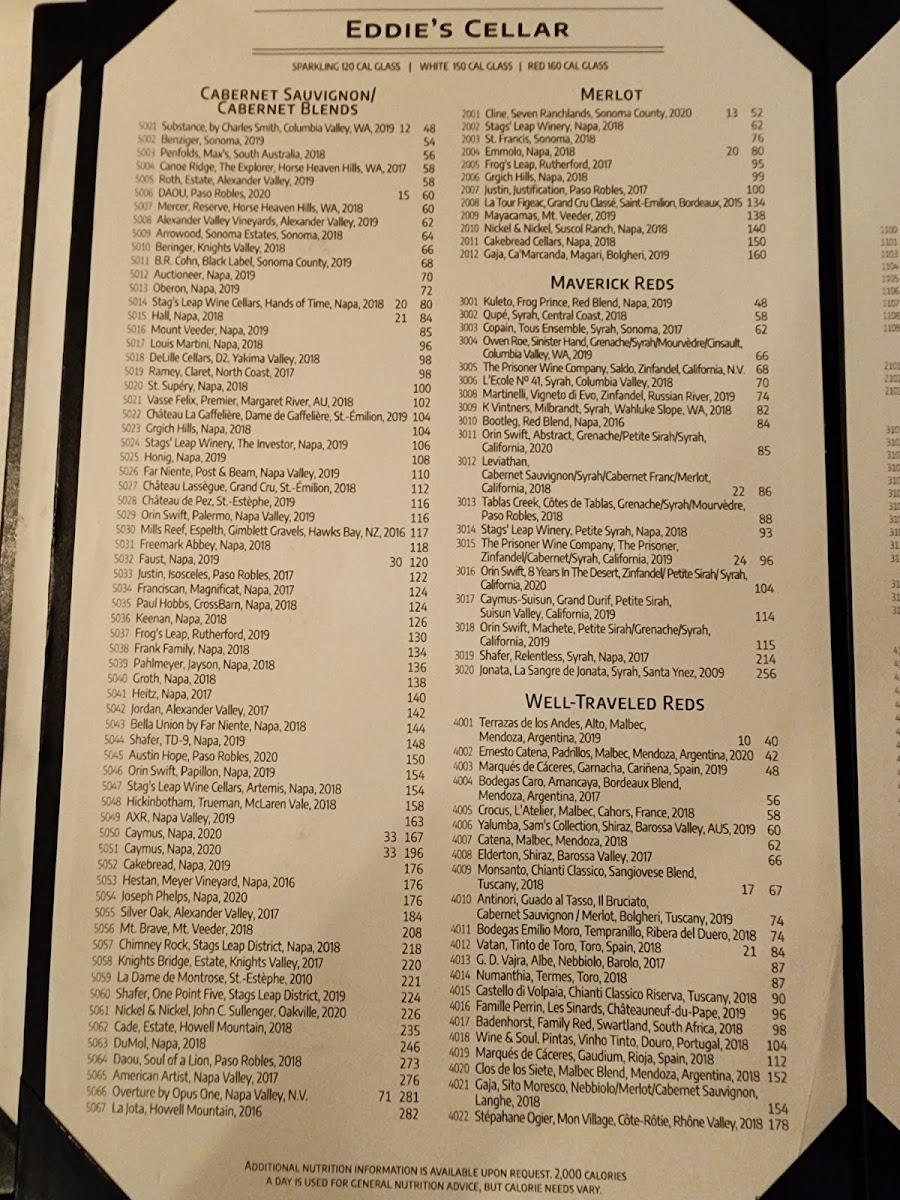 EDDIE'S CELLAR
SPARKLING 120 CAL GLASS | WHITE 150 CAL GLASS | RED 160 CAL GLASS
CABERNET SAUVIGNON/
CABERNET BLENDS
5001 Substance, by Charles Smith, Columbia Valley, WA, 2019 12 48
5002 Benziger, Sonoma, 2019 54
5003 Penfolds, Max's, South Australia, 2018 56
5004 Canoe Ridge, The Explorer, Horse Heaven Hills, WA, 2017 58
5005 Roth, Estate, Alexander Valley, 2019 58
5006 DAOU, Paso Robles, 2020 15 60
5007 Mercer, Reserve, Horse Heaven Hills, WA, 2018 60
5008 Alexander Valley Vineyards, Alexander Valley, 2019 62
5009 Arrowood, Sonoma Estates, Sonoma, 2018 64
5010 Beringer, Knights Valley, 2018 66
5011 B.R. Cohn, Black Label, Sonoma County, 2019 68
5012 Auctioneer, Napa, 2019 70
5013 Oberon, Napa, 2019 72
5014 Stag's Leap Wine Cellars, Hands of Time, Napa, 2018 20 80
5015 Hall, Napa, 2018 21 84
5016 Mount Veeder, Napa, 2019 85
5017 Louis Martini, Napa, 2018 96
5018 DeLille Cellars, D2, Yakima Valley, 2018 98
5019 Ramey, Claret, North Coast, 2017 98
5020 St. Supéry, Napa, 2018 100
5021 Vasse Felix, Premier, Margaret River, AU, 2018 102
5022 Château La Gaffelière, Dame de Gaffelière, St.-Émilion, 2019 104
5023 Grgich Hills, Napa, 2018 104
5024 Stags' Leap Winery, The Investor, Napa, 2019 106
5025 Honig, Napa, 2019 108
5026 Far Niente, Post & Beam, Napa Valley, 2019 110
5027 Château Lassègue, Grand Cru, St.-Émilion, 2018 112
5028 Château de Pez, St.-Estèphe, 2019 116
5029 Orin Swift, Palermo, Napa Valley, 2019 116
5030 Mills Reef, Espelth, Gimblett Gravels, Hawks Bay, NZ, 2016 117
5031 Freemark Abbey, Napa, 2018 118
5032 Faust, Napa, 2019 30 120
5033 Justin, Isosceles, Paso Robles, 2017 122
5034 Franciscan, Magnificat, Napa, 2017 124
5035 Paul Hobbs, CrossBarn, Napa, 2018 124
5036 Keenan, Napa, 2018 126
5037 Frog's Leap, Rutherford, 2019 130
5038 Frank Family, Napa, 2018 134
5039 Pahlmeyer, Jayson, Napa, 2018 136
5040 Groth, Napa, 2018 138
5041 Heitz, Napa, 2017 140
5042 Jordan, Alexander Valley, 2017 142
5043 Bella Union by Far Niente, Napa, 2018 144
5044 Shafer, TD-9, Napa, 2019 148
5045 Austin Hope, Paso Robles, 2020 150
5046 Orin Swift, Papillon, Napa, 2019 154
5047 Stag's Leap Wine Cellars, Artemis, Napa, 2018 154
5048 Hickinbotham, Trueman, McLaren Vale, 2018 158
5049 AXR, Napa Valley, 2019 163
5050 Caymus, Napa, 2020 33 167
5051 Caymus, Napa, 2020 33 196
5052 Cakebread, Napa, 2019 176
5053 Hestan, Meyer Vineyard, Napa, 2016 176
5054 Joseph Phelps, Napa, 2020 176
5055 Silver Oak, Alexander Valley, 2017 184
5056 Mt. Brave, Mt. Veeder, 2018 208
5057 Chimney Rock, Stags Leap District, Napa, 2018 218
5058 Knights Bridge, Estate, Knights Valley, 2017 220
5059 La Dame de Montrose, St.-Estèphe, 2010 221
5060 Shafer, One Point Five, Stags Leap District, 2019 224
5061 Nickel & Nickel, John C. Sullenger, Oakville, 2020 226
5062 Cade, Estate, Howell Mountain, 2018 235
5063 DuMol, Napa, 2018 246
5064 Daou, Soul of a Lion, Paso Robles, 2018 273
5065 American Artist, Napa Valley, 2017 276
5066 Overture by Opus One, Napa Valley, N.V. 71 281
5067 La Jota, Howell Mountain, 2016 282
MERLOT
2001 Cline, Seven Ranchlands, Sonoma County, 2020 13 52
2002 Stags' Leap Winery, Napa, 2018 62
2003 St. Francis, Sonoma, 2018 76
2004 Emmolo, Napa, 2018 20 80
2005 Frog's Leap, Rutherford, 2017 95
2006 Grgich Hills, Napa, 2018 99
2007 Justin, Justification, Paso Robles, 2017 100
2008 La Tour Figeac, Grand Cru Classé, Saint-Emilion, Bordeaux, 2015 134
2009 Mayacamas, Mt. Veeder, 2019 138
2010 Nickel & Nickel, Suscol Ranch, Napa, 2018 140
2011 Cakebread Cellars, Napa, 2018 150
2012 Gaja, Ca'Marcanda, Magari, Bolgheri, 2019 160
MAVERICK REDS
3001 Kuleto, Frog Prince, Red Blend, Napa, 2019 48
3002 Qupé, Syrah, Central Coast, 2018 58
3003 Copain, Tous Ensemble, Syrah, Sonoma, 2017 62
3004 Owen Roe, Sinister Hand, Grenache/Syrah/Mourvèdre/Cinsault,
Columbia Valley, WA, 2019 66
3005 The Prisoner Wine Company, Saldo, Zinfandel, California, N.V. 68
3006 L'Ecole Nº 41, Syrah, Columbia Valley, 2018 70
3008 Martinelli, Vigneto di Evo, Zinfandel, Russian River, 2019 74
3009 K Vintners, Milbrandt, Syrah, Wahluke Slope, WA, 2018 82
3010 Bootleg, Red Blend, Napa, 2016 84
3011 Orin Swift, Abstract, Grenache/Petite Sirah/Syrah,
California, 2020 85
3012 Leviathan,
Cabernet Sauvignon/Syrah/Cabernet Franc/Merlot,
California, 2018 22 86
3013 Tablas Creek, Côtes de Tablas, Grenache/Syrah/Mourvèdre,
Paso Robles, 2018 88
3014 Stags' Leap Winery, Petite Syrah, Napa, 2018 93
3015 The Prisoner Wine Company, The Prisoner,
Zinfandel/Cabernet/Syrah, California, 2019 24 96
3016 Orin Swift, 8 Years In The Desert, Zinfandel/ Petite Sirah/ Syrah,
California, 2020 104
3017 Caymus-Suisun, Grand Durif, Petite Sirah,
Suisun Valley, California, 2019 114
3018 Orin Swift, Machete, Petite Sirah/Grenache/Syrah,
California, 2019 115
3019 Shafer, Relentless, Syrah, Napa, 2017 214
3020 Jonata, La Sangre de Jonata, Syrah, Santa Ynez, 2009 256
WELL-TRAVELED REDS
4001 Terrazas de los Andes, Alto, Malbec,
Mendoza, Argentina, 2019 10 40
4002 Ernesto Catena, Padrillos, Malbec, Mendoza, Argentina, 2020 42
4003 Marqués de Cáceres, Garnacha, Cariñena, Spain, 2019 48
4004 Bodegas Caro, Amancaya, Bordeaux Blend,
Mendoza, Argentina, 2017 56
4005 Crocus, L'Atelier, Malbec, Cahors, France, 2018 58
4006 Yalumba, Sam's Collection, Shiraz, Barossa Valley, AUS, 2019 60
4007 Catena, Malbec, Mendoza, 2018 62
4008 Elderton, Shiraz, Barossa Valley, 2017 66
4009 Monsanto, Chianti Classico, Sangiovese Blend,
Tuscany, 2018 17 67
4010 Antinori, Guado al Tasso, Il Bruciato,
Cabernet Sauvignon / Merlot, Bolgheri, Tuscany, 2019 74
4011 Bodegas Emilio Moro, Tempranillo, Ribera del Duero, 2018 74
4012 Vatan, Tinto de Toro, Toro, Spain, 2018 21 84
4013 G. D. Vajra, Albe, Nebbiolo, Barolo, 2017 87
4014 Numanthia, Termes, Toro, 2018 87
4015 Castello di Volpaia, Chianti Classico Riserva, Tuscany, 2018 90
4016 Famille Perrin, Les Sinards, Châteauneuf-du-Pape, 2019 96
4017 Badenhorst, Family Red, Swartland, South Africa, 2018 98
4018 Wine & Soul, Pintas, Vinho Tinto, Douro, Portugal, 2018 104
4019 Marqués de Cáceres, Gaudium, Rioja, Spain, 2018 112
4020 Clos de los Siete, Malbec Blend, Mendoza, Argentina, 2018 152
4021 Gaja, Sito Moresco, Nebbiolo/Merlot/Cabernet Sauvignon,
Langhe, 2018 154
4022 Stépahane Ogier, Mon Village, Côte-Rôtie, Rhône Valley, 2018 178
ADDITIONAL NUTRITION INFORMATION IS AVAILABLE UPON REQUEST. 2,000 CALORIES
A DAY IS USED FOR GENERAL NUTRITION ADVICE, BUT CALORIE NEEDS VARY.
1100
1101
1103
1104
1105
1106
1107
1108
1109
2101
2102